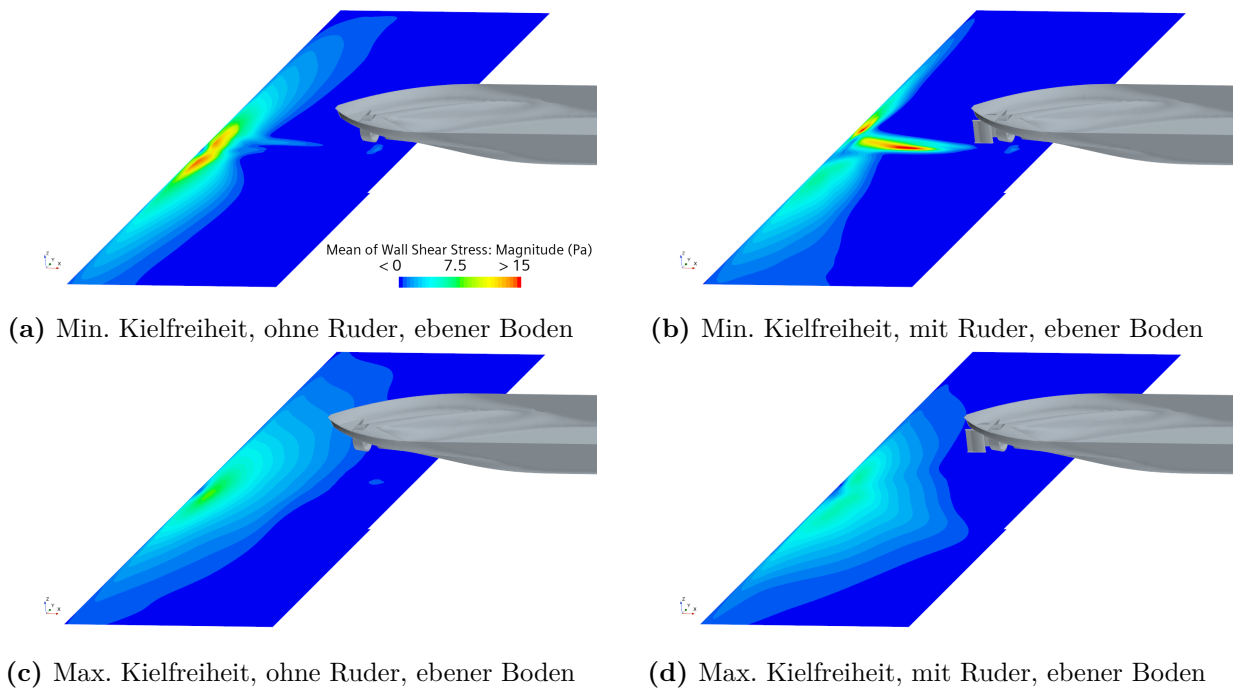 Mean of Wall Shear Stress: Magnitude (Pa)
< 0 7.5 > 15
Z Y X
Z Y X
(a) Min. Kielfreiheit, ohne Ruder, ebener Boden
(b) Min. Kielfreiheit, mit Ruder, ebener Boden
Z Y X
Z Y X
(c) Max. Kielfreiheit, ohne Ruder, ebener Boden
(d) Max. Kielfreiheit, mit Ruder, ebener Boden